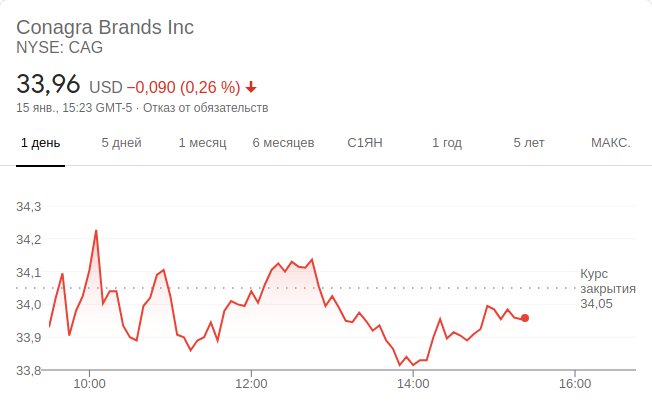 Conagra Brands Inc
NYSE: CAG
33,96 USD −0,090 (0,26 %)
15 янв., 15:23 GMT-5 · Отказ от обязательств
1 день 5 дней 1 месяц 6 месяцев С1ЯН 1 год 5 лет МАКС.
34,3
34,2
34,1
34,0
33,9
33,8
Курс
закрытия
34,05
10:00 12:00 14:00 16:00